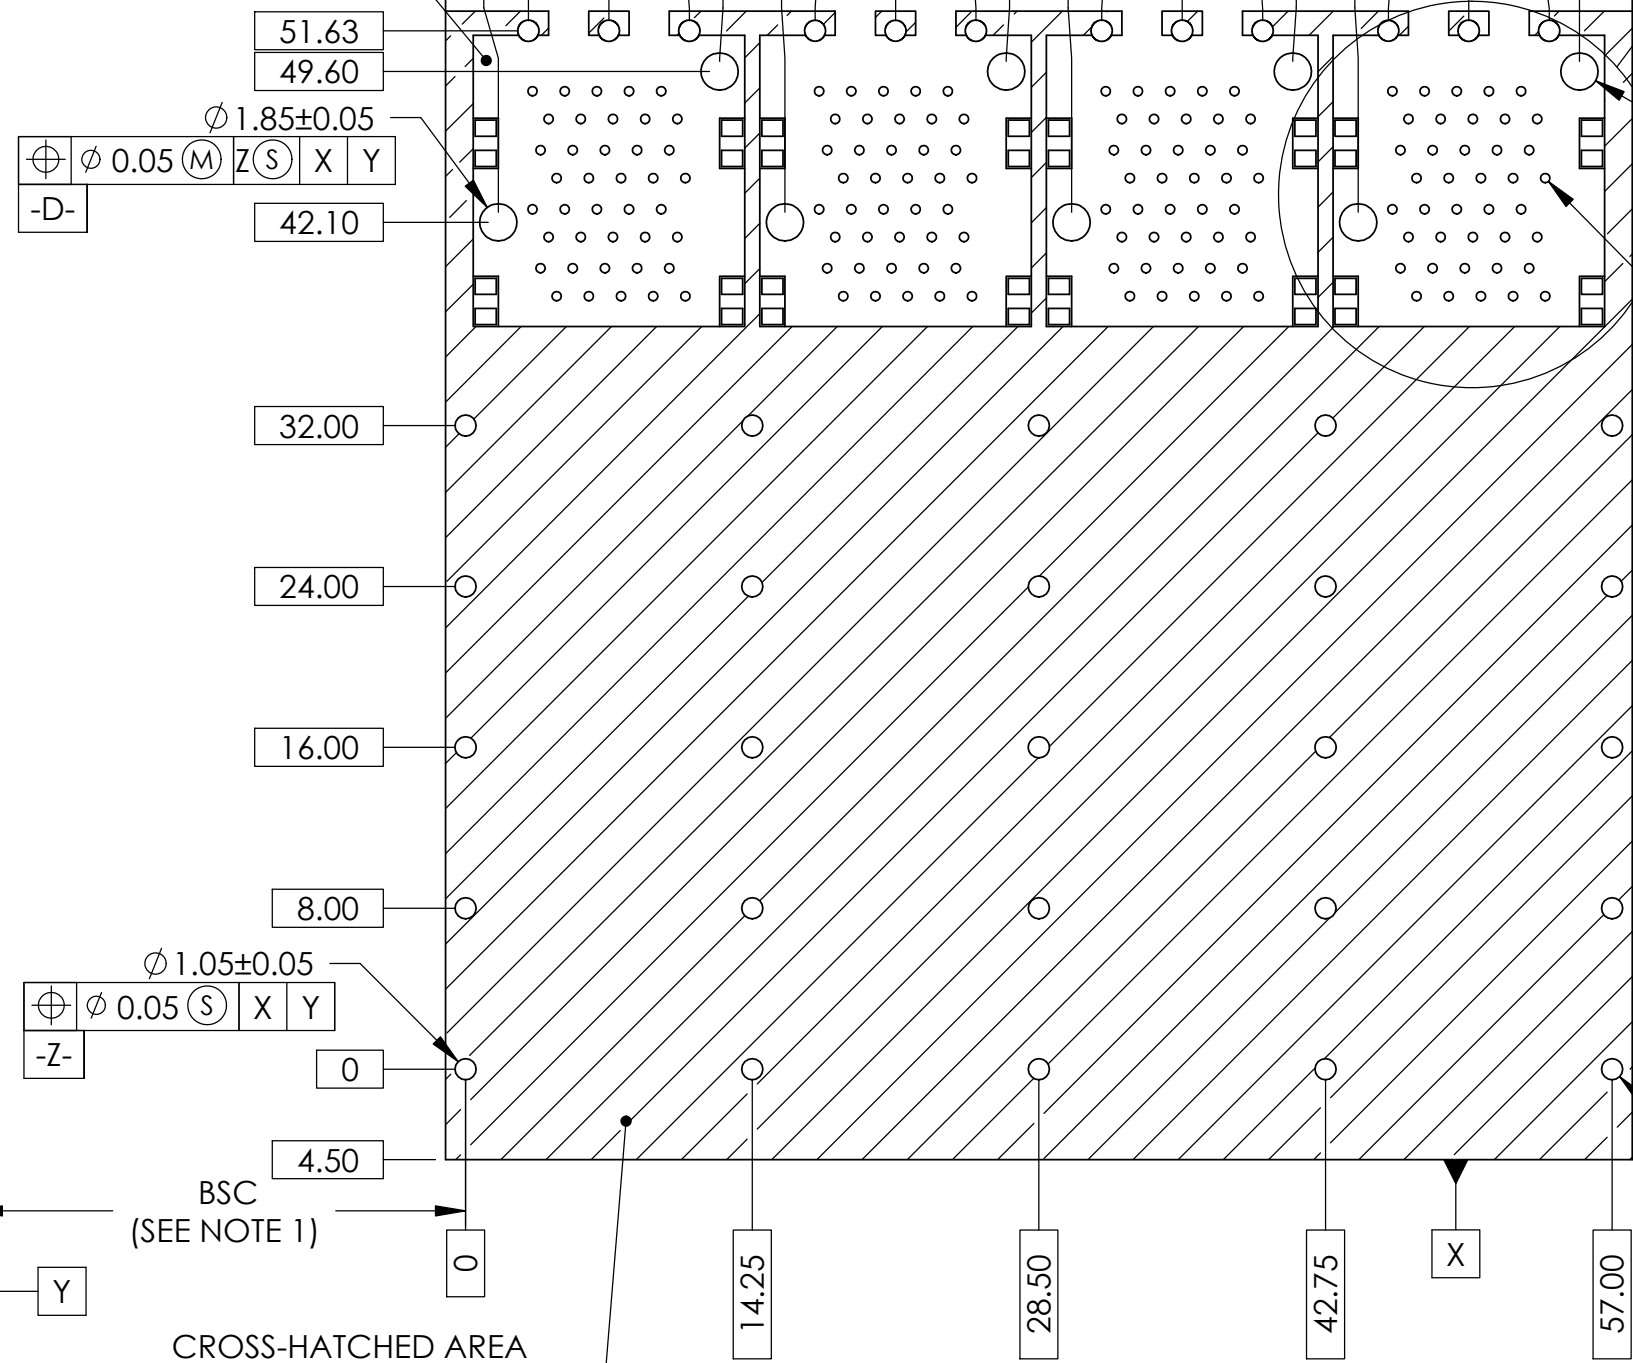 51.63
49.60
⌀ 1.85±0.05
⌖ ⌀ 0.05 Ⓜ Z Ⓢ X Y
-D-
42.10
32.00
24.00
16.00
8.00
⌀ 1.05±0.05
⌖ ⌀ 0.05 Ⓢ X Y
-Z-
0
4.50
BSC
(SEE NOTE 1)
Y
0
14.25
28.50
42.75
X
57.00
CROSS-HATCHED AREA